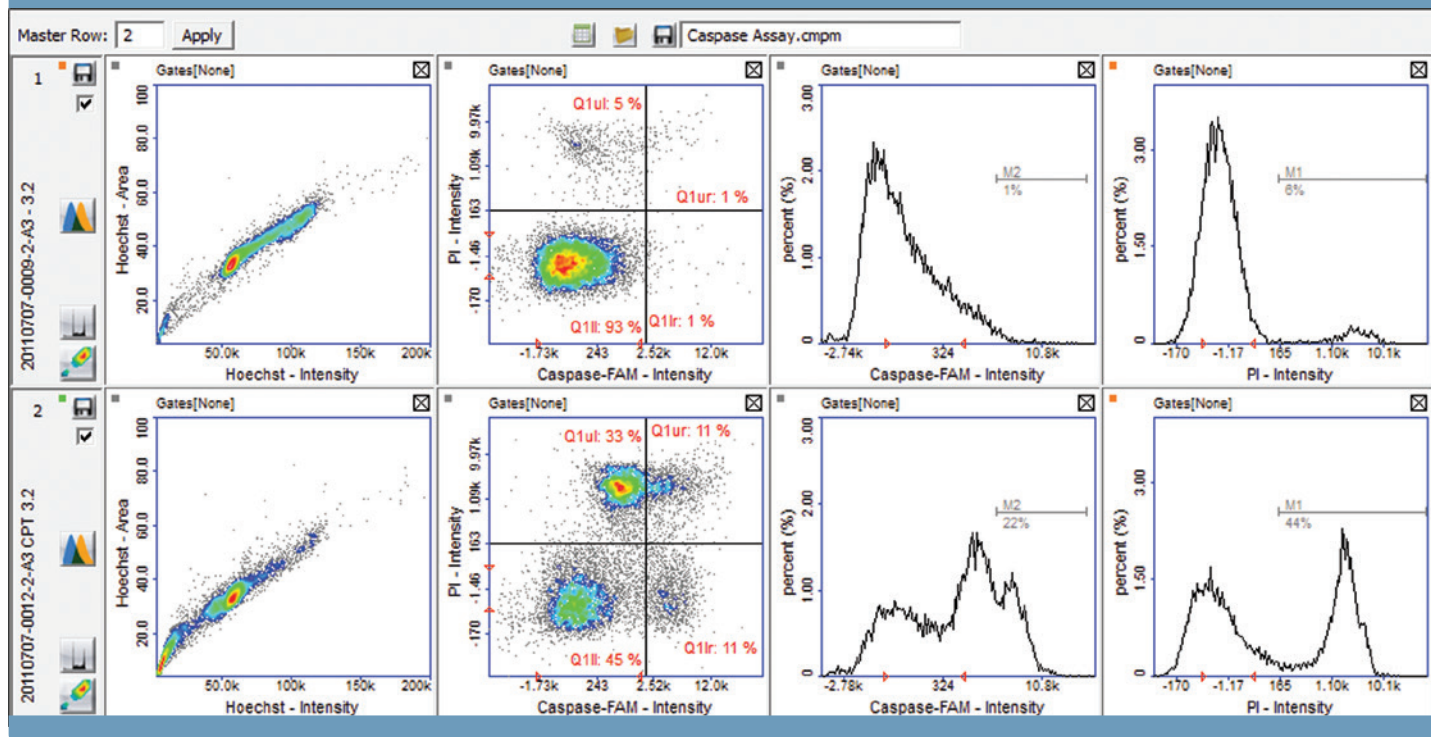 Master Row: 2 Apply Caspase Assay.cmpm
1
20110707-0009-2-A3 - 3.2
Gates[None]
100
80.0
60.0
40.0
20.0
Hoechst - Area
50.0k 100k 150k 200k
Hoechst - Intensity
Gates[None]
Q1ul: 5 %
9.97k
1.09k
163
-1.46
-170
PI - Intensity
Q1ur: 1 %
Q1ll: 93 %
Q1lr: 1 %
-1.73k 243 2.52k 12.0k
Caspase-FAM - Intensity
Gates[None]
3.00
2.00
1.00
0
percent (%)
M2
1%
-2.74k 324 10.8k
Caspase-FAM - Intensity
Gates[None]
3.00
1.50
0
percent (%)
M1
6%
-170 -1.17 165 1.10k 10.1k
PI - Intensity
2
20110707-0012-2-A3 CPT 3.2
Gates[None]
100
80.0
60.0
40.0
20.0
Hoechst - Area
50.0k 100k 150k 200k
Hoechst - Intensity
Gates[None]
Q1ul: 33 %
Q1ur: 11 %
9.97k
1.09k
163
-1.46
-170
PI - Intensity
Q1ll: 45 %
Q1lr: 11 %
-1.73k 243 2.52k 12.0k
Caspase-FAM - Intensity
Gates[None]
3.00
2.00
1.00
0
percent (%)
M2
22%
-2.78k 324 10.8k
Caspase-FAM - Intensity
Gates[None]
3.00
1.50
0
percent (%)
M1
44%
-170 -1.17 165 1.10k 10.1k
PI - Intensity